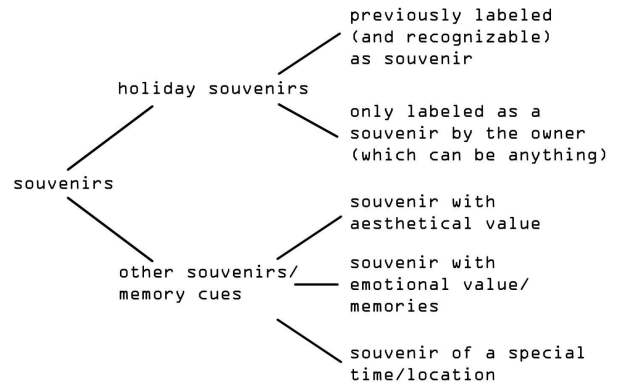 previously labeled
(and recognizable)
as souvenir
holiday souvenirs
only labeled as a
souvenir by the owner
(which can be anything)
souvenirs
souvenir with
aesthetical value
other souvenirs/
memory cues
souvenir with
emotional value/
memories
souvenir of a special
time/location